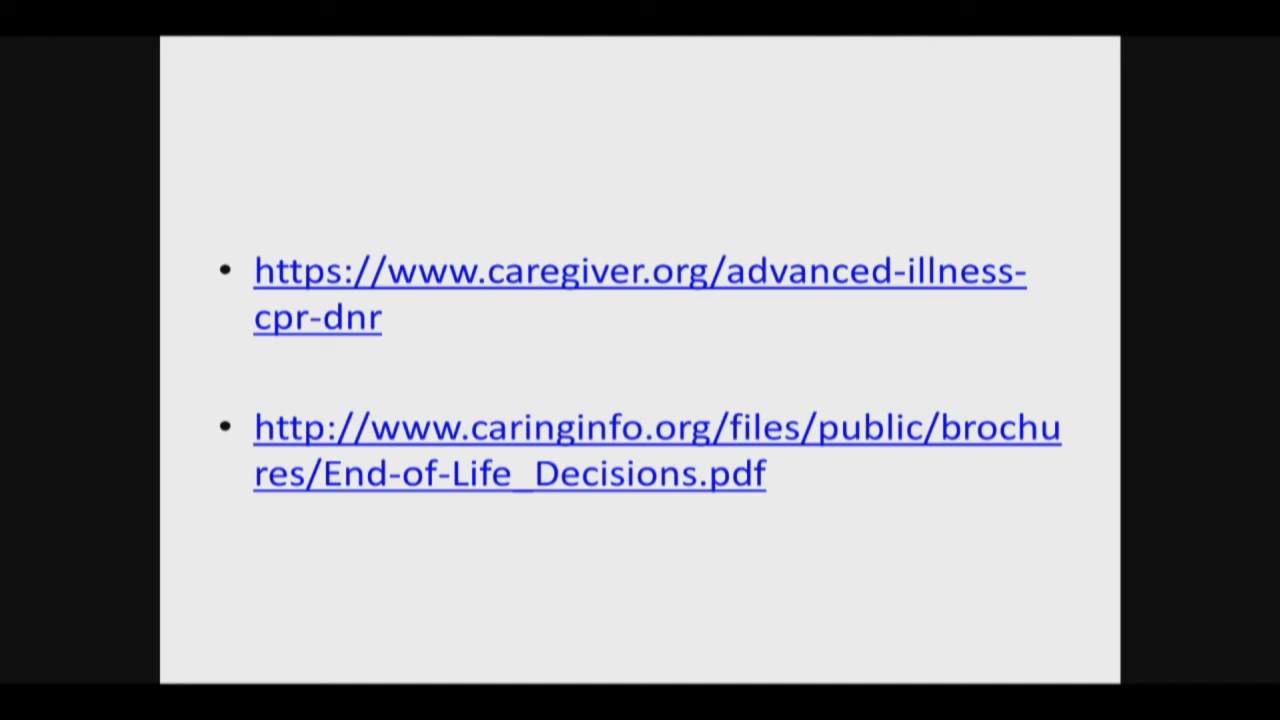 • https://www.caregiver.org/advanced-illness-
cpr-dnr
• http://www.caringinfo.org/files/public/brochu
res/End-of-Life_Decisions.pdf